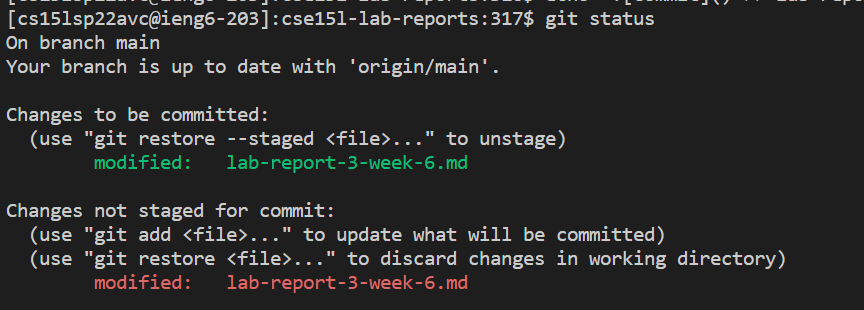 [cs15lsp22avc@ieng6-203]:cse15l-lab-reports:317$ git status
On branch main
Your branch is up to date with 'origin/main'.
Changes to be committed:
(use "git restore --staged <file>..." to unstage)
modified: lab-report-3-week-6.md
Changes not staged for commit:
(use "git add <file>..." to update what will be committed)
(use "git restore <file>..." to discard changes in working directory)
modified: lab-report-3-week-6.md